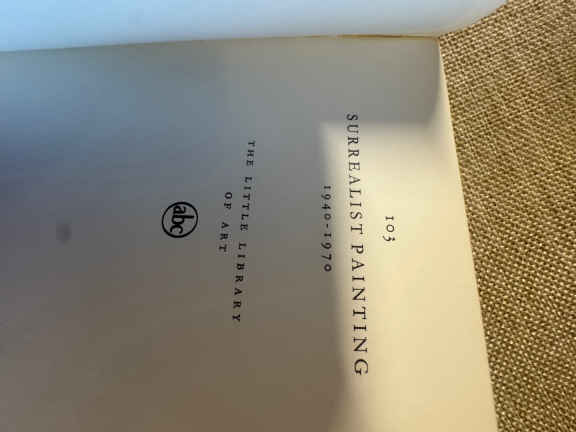 103
SURREALIST PAINTING
1940-1970
THE LITTLE LIBRARY
OF ART
abc